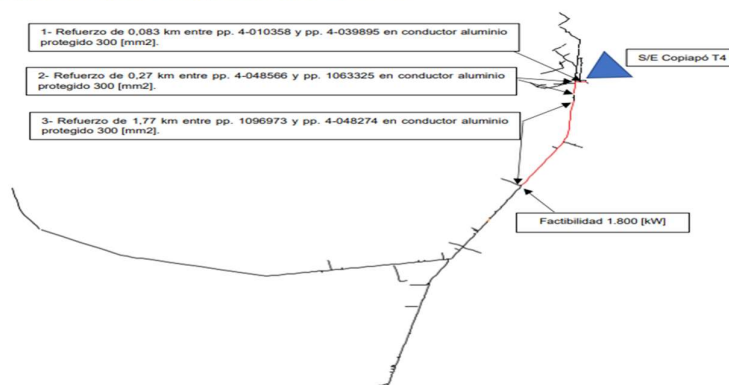 1- Refuerzo de 0,083 km entre pp. 4-010358 y pp. 4-039895 en conductor aluminio
protegido 300 [mm2].
S/E Copiapó T4
2- Refuerzo de 0,27 km entre pp. 4-048566 y pp. 1063325 en conductor aluminio
protegido 300 [mm2].
3- Refuerzo de 1,77 km entre pp. 1096973 y pp. 4-048274 en conductor aluminio
protegido 300 [mm2].
Factibilidad 1.800 [kW]